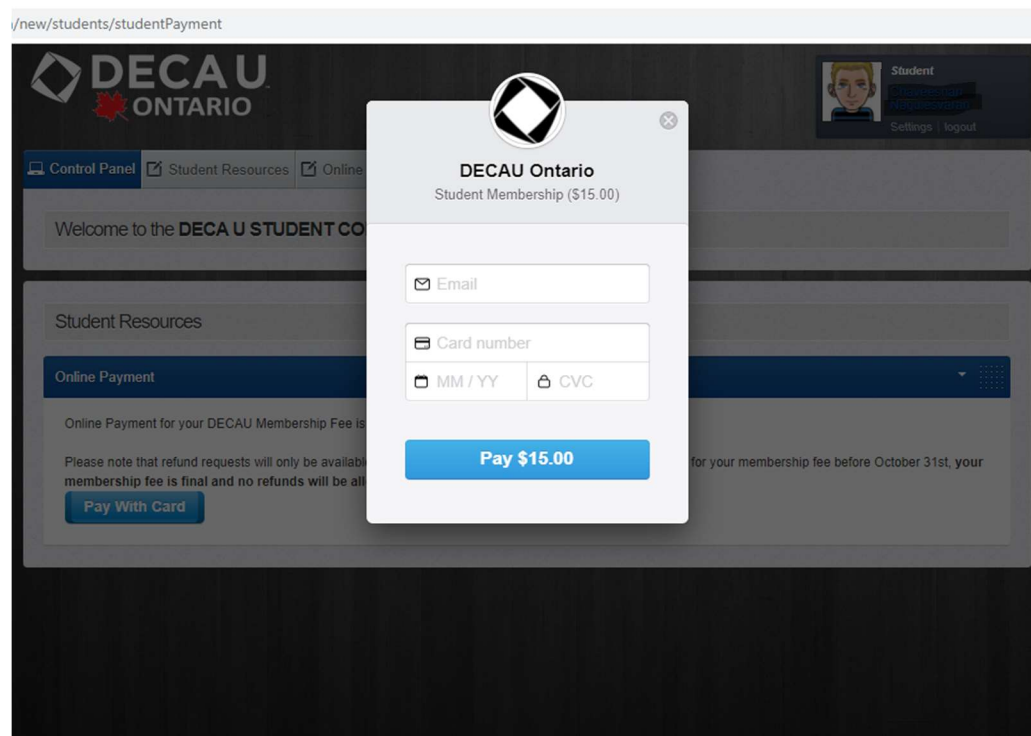 /new/students/studentPayment
DECA U
ONTARIO
Student
Settings | logout
Control Panel Student Resources Online
Welcome to the DECA U STUDENT CO
Student Resources
Online Payment
Online Payment for your DECAU Membership Fee is
Please note that refund requests will only be availabl for your membership fee before October 31st, your
membership fee is final and no refunds will be all
Pay With Card
DECAU Ontario
Student Membership ($15.00)
Email
Card number
MM / YY CVC
Pay $15.00